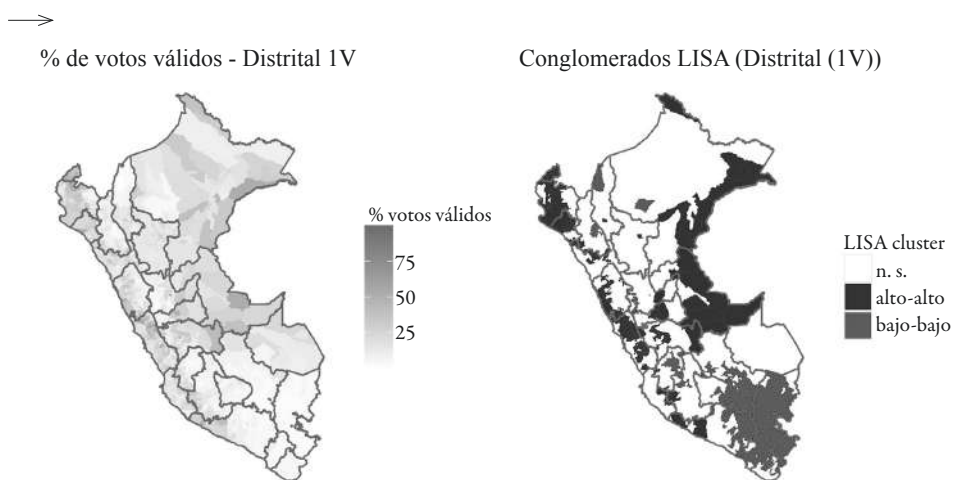 % de votos válidos - Distrital 1V
Conglomerados LISA (Distrital (1V))
% votos válidos
75
50
25
LISA cluster
n. s.
alto-alto
bajo-bajo